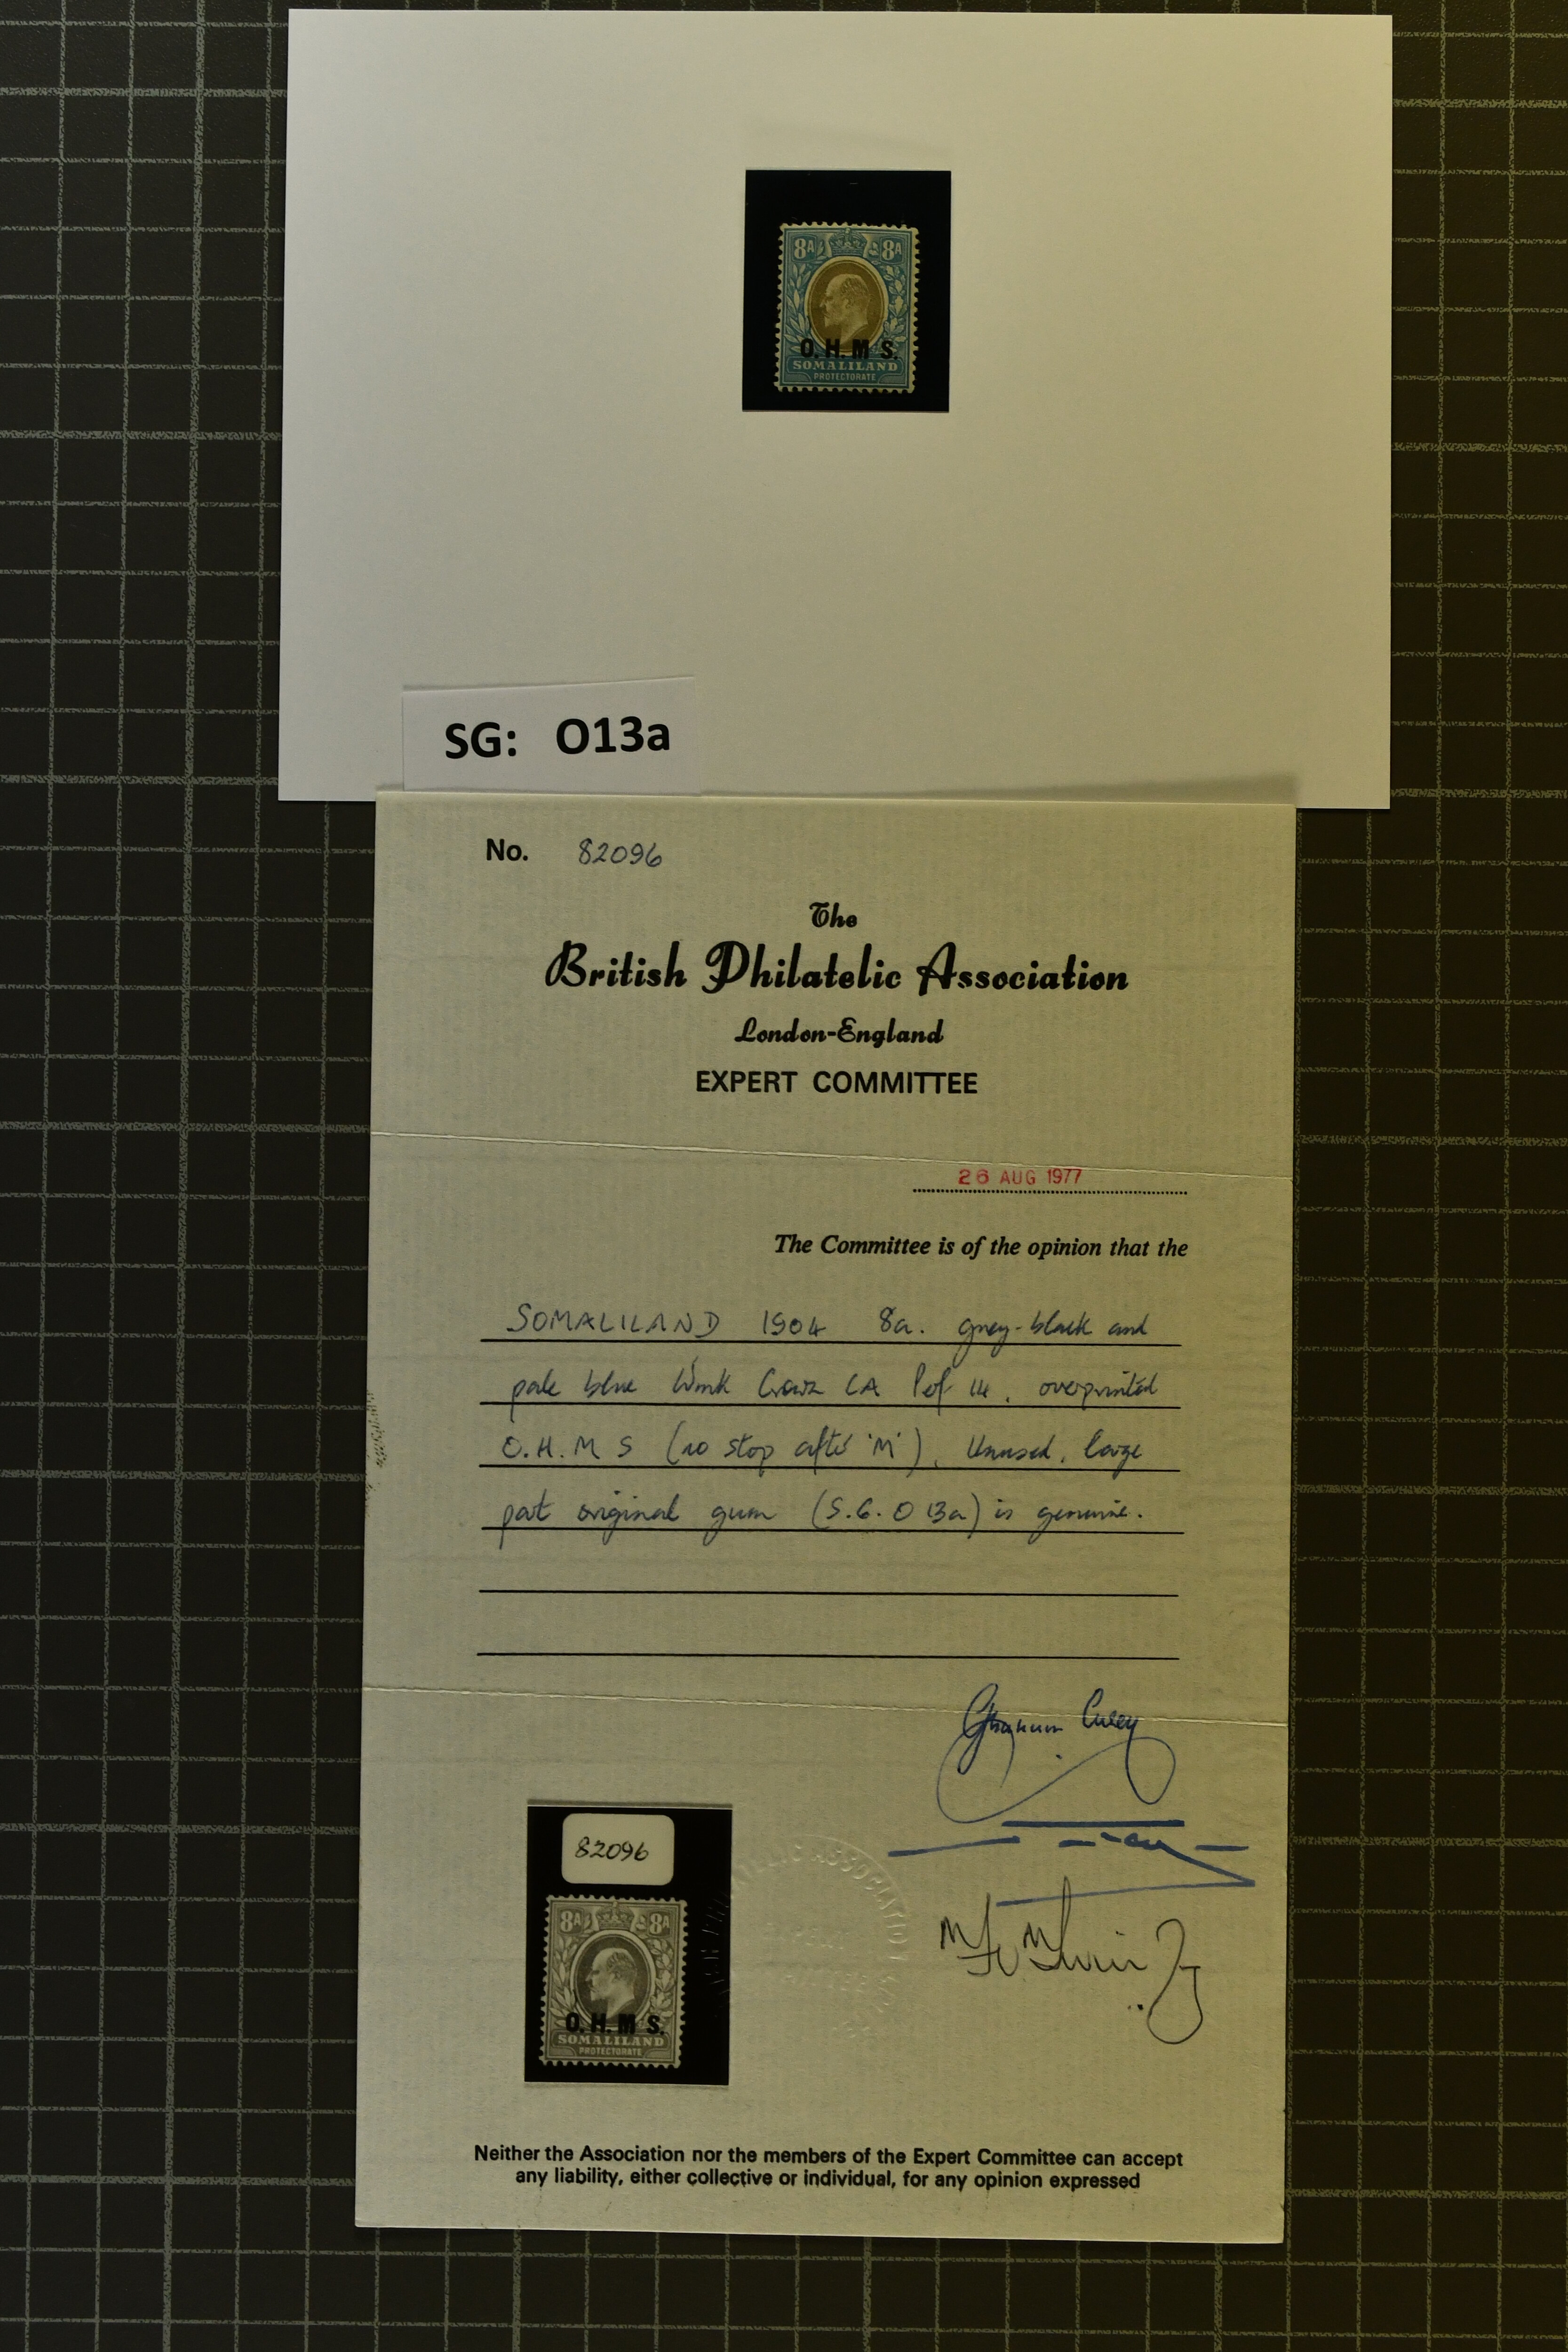 8A 8A
O. H. M S.
SOMALILAND
PROTECTORATE
SG: O13a
No. 82096
The
British Philatelic Association
London-England
EXPERT COMMITTEE
26 AUG 1977
The Committee is of the opinion that the
SOMALILAND 1904 8a. grey-black and
pale blue Wmk Crown CA Perf 14, overprinted
O.H.M S (no stop after 'M'), Unused, large
part original gum (S.G. O 13a) is genuine.
82096
8A 8A
O. H. M S.
SOMALILAND
PROTECTORATE
Neither the Association nor the members of the Expert Committee can accept
any liability, either collective or individual, for any opinion expressed